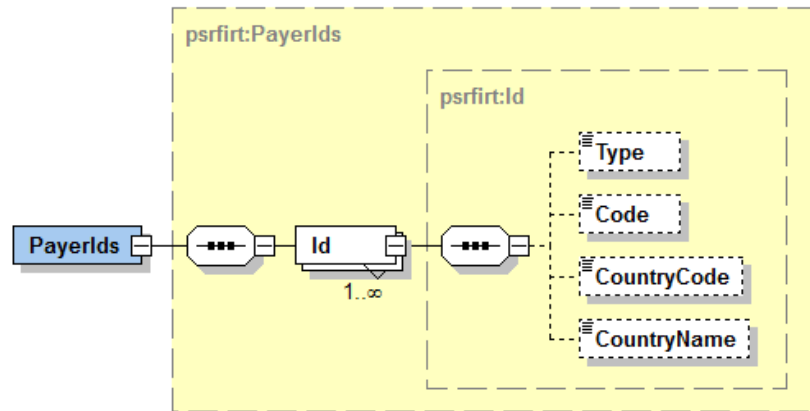 psrfirt:PayerIds
psrfirt:Id
Type
Code
PayerIds
Id
CountryCode
1..∞
CountryName